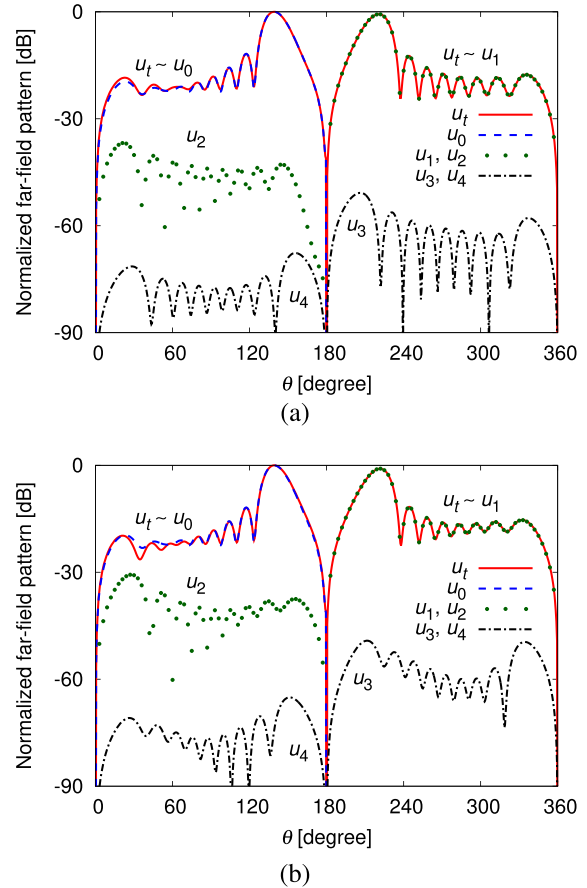 Normalized far-field pattern [dB]
0
-30
-60
-90
u_t ~ u_0
u_t ~ u_1
u_t
u_0
u_1, u_2
u_3, u_4
u_2
u_3
u_4
0 60 120 180 240 300 360
θ [degree]
(a)
Normalized far-field pattern [dB]
0
-30
-60
-90
u_t ~ u_0
u_t ~ u_1
u_t
u_0
u_1, u_2
u_3, u_4
u_2
u_3
u_4
0 60 120 180 240 300 360
θ [degree]
(b)